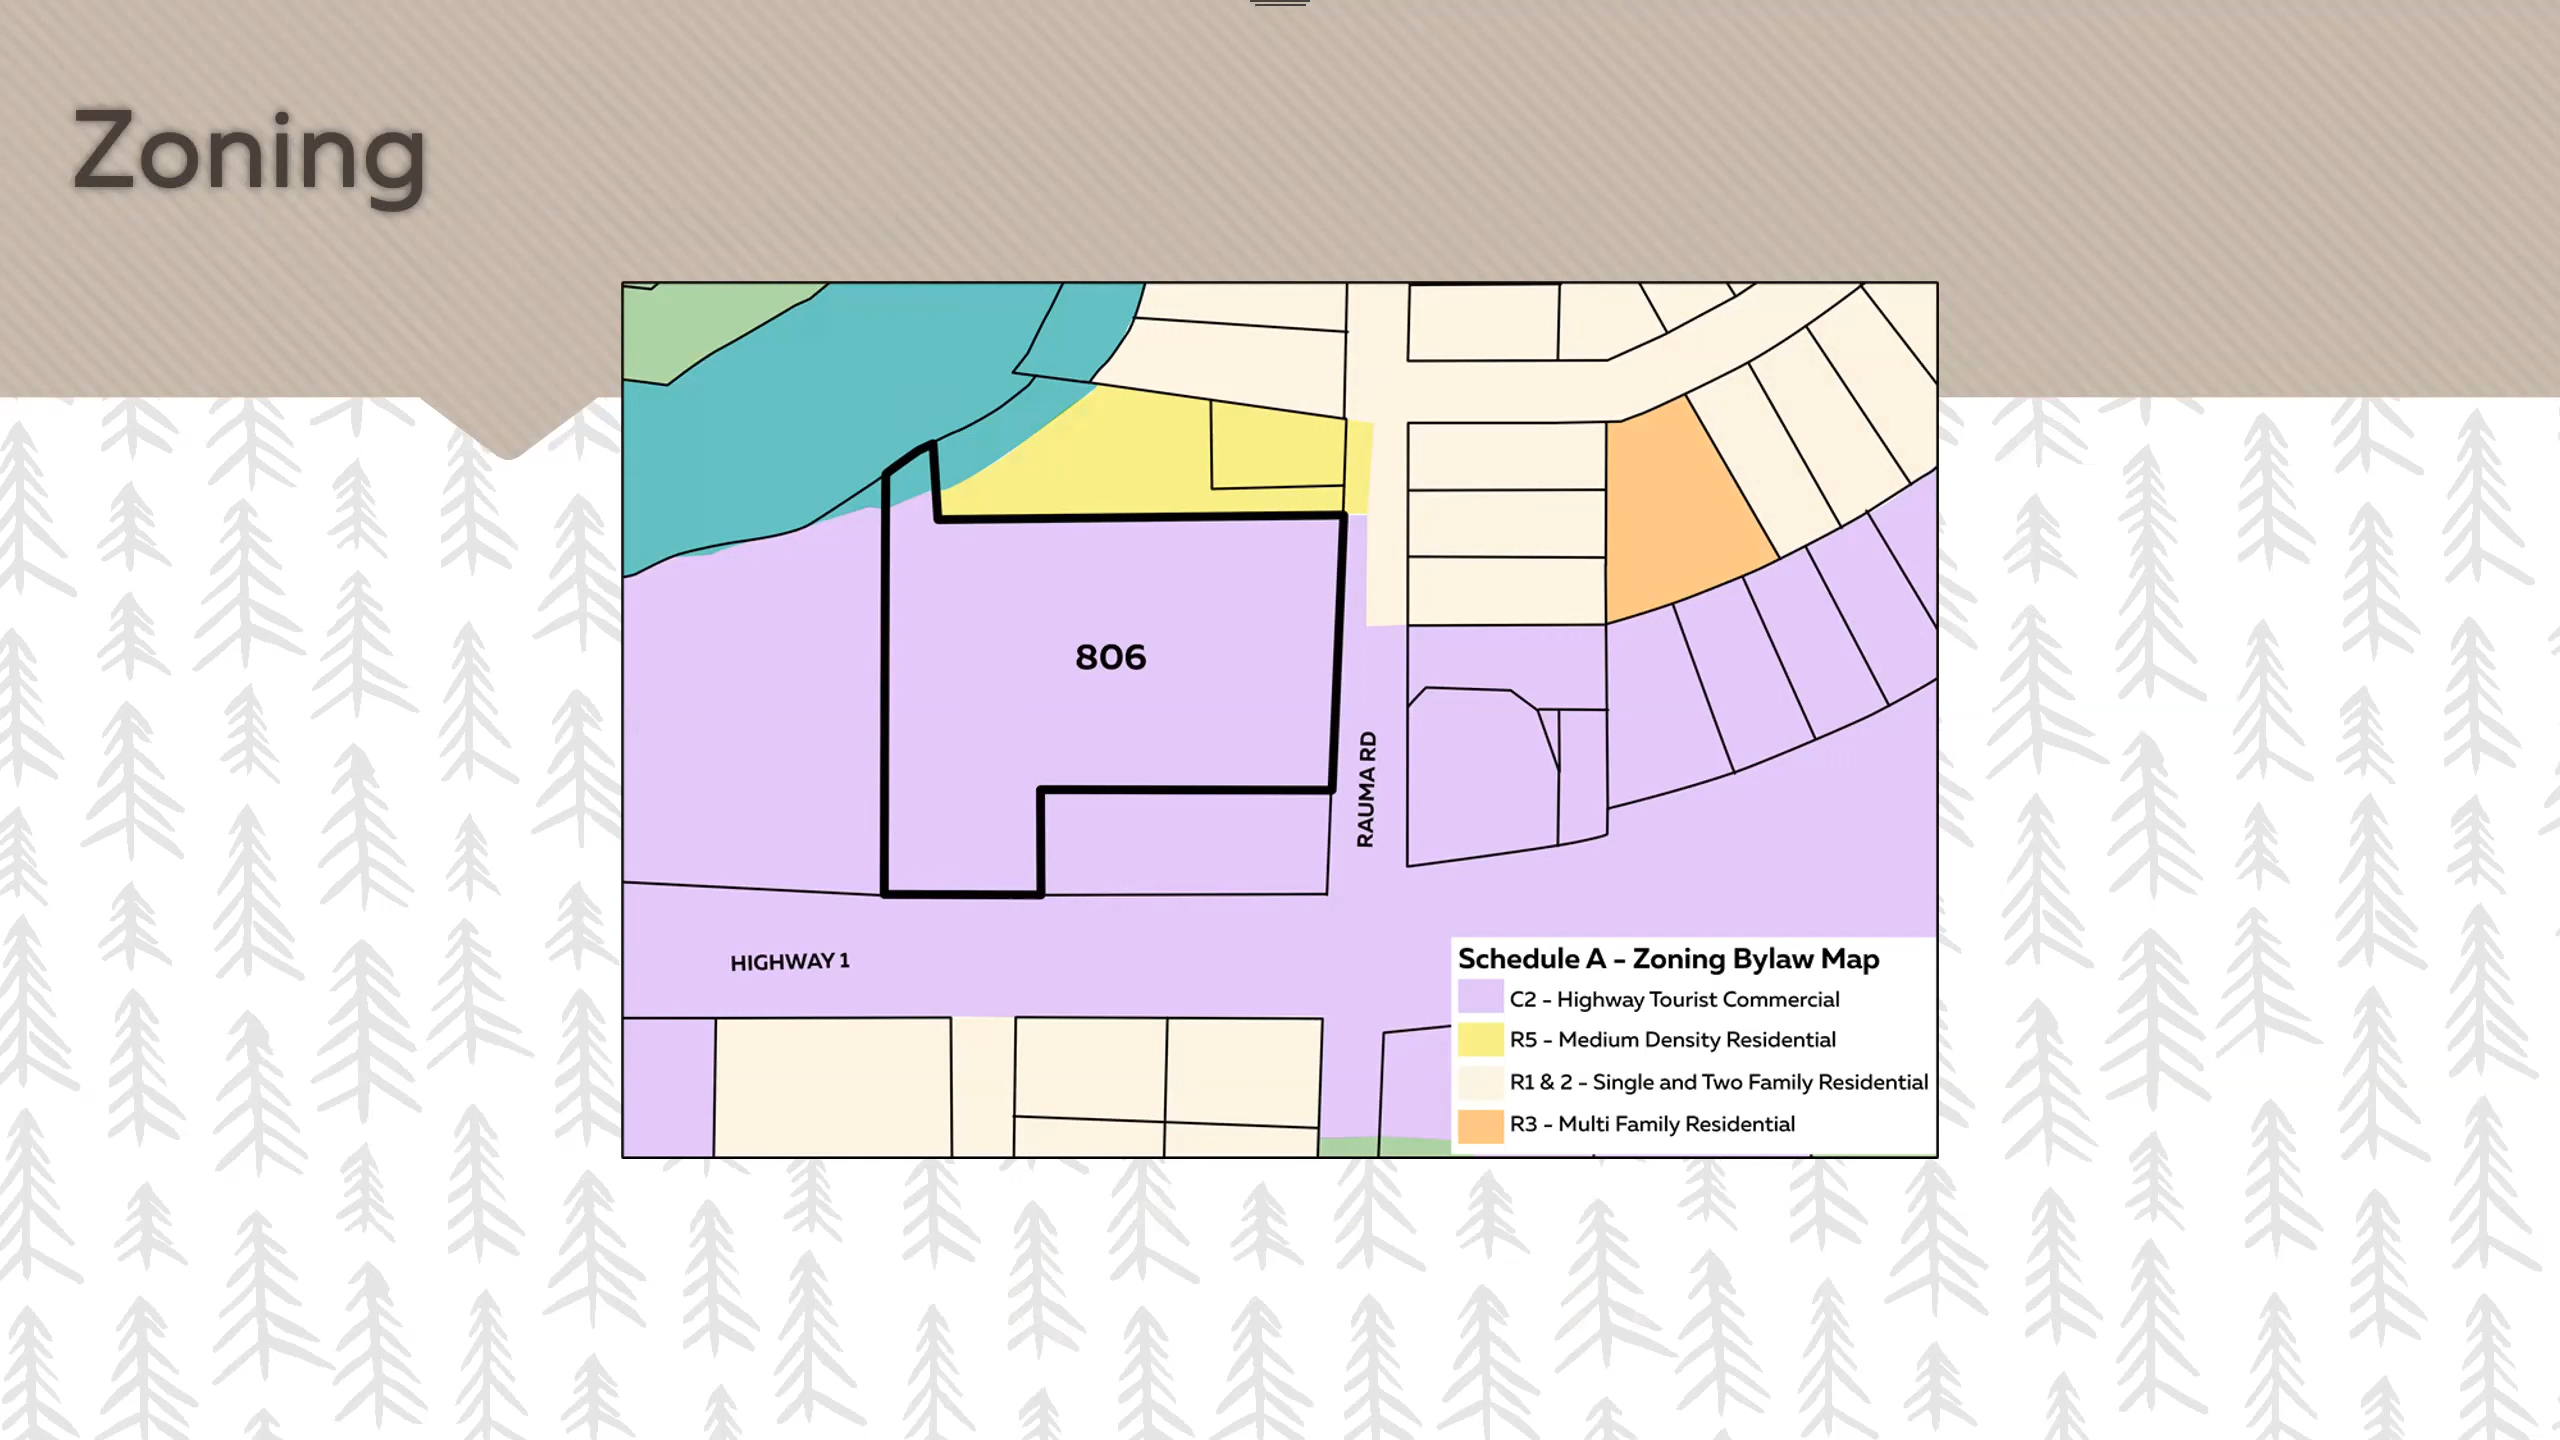 Zoning
806
RAUMA RD
HIGHWAY 1
Schedule A - Zoning Bylaw Map
C2 - Highway Tourist Commercial
R5 - Medium Density Residential
R1 & 2 - Single and Two Family Residential
R3 - Multi Family Residential